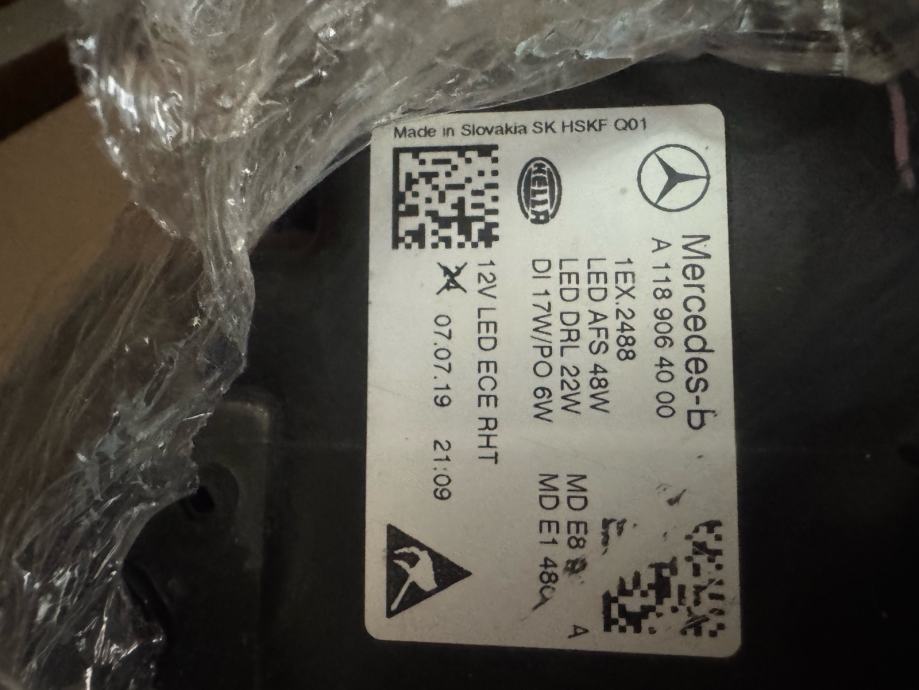 Made in Slovakia SK HSKF Q01
HELLA
Mercedes-b
A 118 906 40 00
1EX.2488
LED AFS 48W
LED DRL 22W MD E8 A
DI 17W/PO 6W MD E1
12V LED ECE RHT
07.07.19 21:09